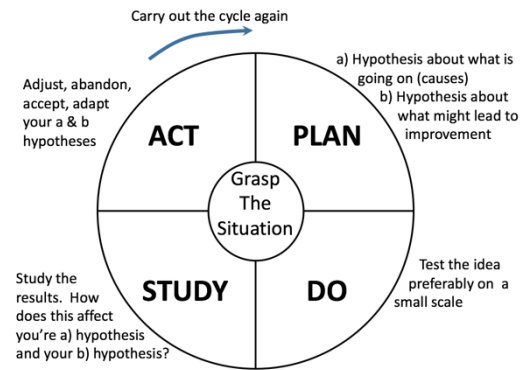 Carry out the cycle again
a) Hypothesis about what is
going on (causes)
b) Hypothesis about
what might lead to
improvement
Adjust, abandon,
accept, adapt
your a & b
hypotheses
ACT
PLAN
Grasp
The
Situation
STUDY
DO
Test the idea
preferably on a
small scale
Study the
results. How
does this affect
you're a) hypothesis
and your b) hypothesis?